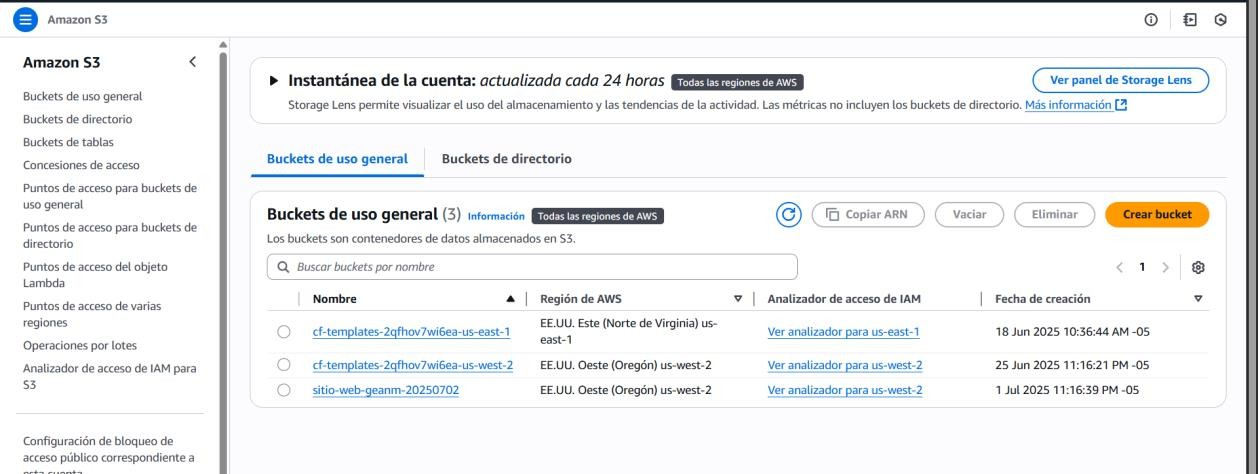 Amazon S3
Amazon S3
Buckets de uso general
Buckets de directorio
Buckets de tablas
Concesiones de acceso
Puntos de acceso para buckets de
uso general
Puntos de acceso para buckets de
directorio
Puntos de acceso del objeto
Lambda
Puntos de acceso de varias
regiones
Operaciones por lotes
Analizador de acceso de IAM para
S3
Configuración de bloqueo de
acceso público correspondiente a
esta cuenta
Instantánea de la cuenta: actualizada cada 24 horas Todas las regiones de AWS
Ver panel de Storage Lens
Storage Lens permite visualizar el uso del almacenamiento y las tendencias de la actividad. Las métricas no incluyen los buckets de directorio. Más información
Buckets de uso general Buckets de directorio
Buckets de uso general (3) Información Todas las regiones de AWS
Copiar ARN Vaciar Eliminar Crear bucket
Los buckets son contenedores de datos almacenados en S3.
Buscar buckets por nombre
1
Nombre Región de AWS Analizador de acceso de IAM Fecha de creación
cf-templates-2qfhov7wi6ea-us-east-1 EE.UU. Este (Norte de Virginia) us-
east-1 Ver analizador para us-east-1 18 Jun 2025 10:36:44 AM -05
cf-templates-2qfhov7wi6ea-us-west-2 EE.UU. Oeste (Oregón) us-west-2 Ver analizador para us-west-2 25 Jun 2025 11:16:21 PM -05
sitio-web-geanm-20250702 EE.UU. Oeste (Oregón) us-west-2 Ver analizador para us-west-2 1 Jul 2025 11:16:39 PM -05